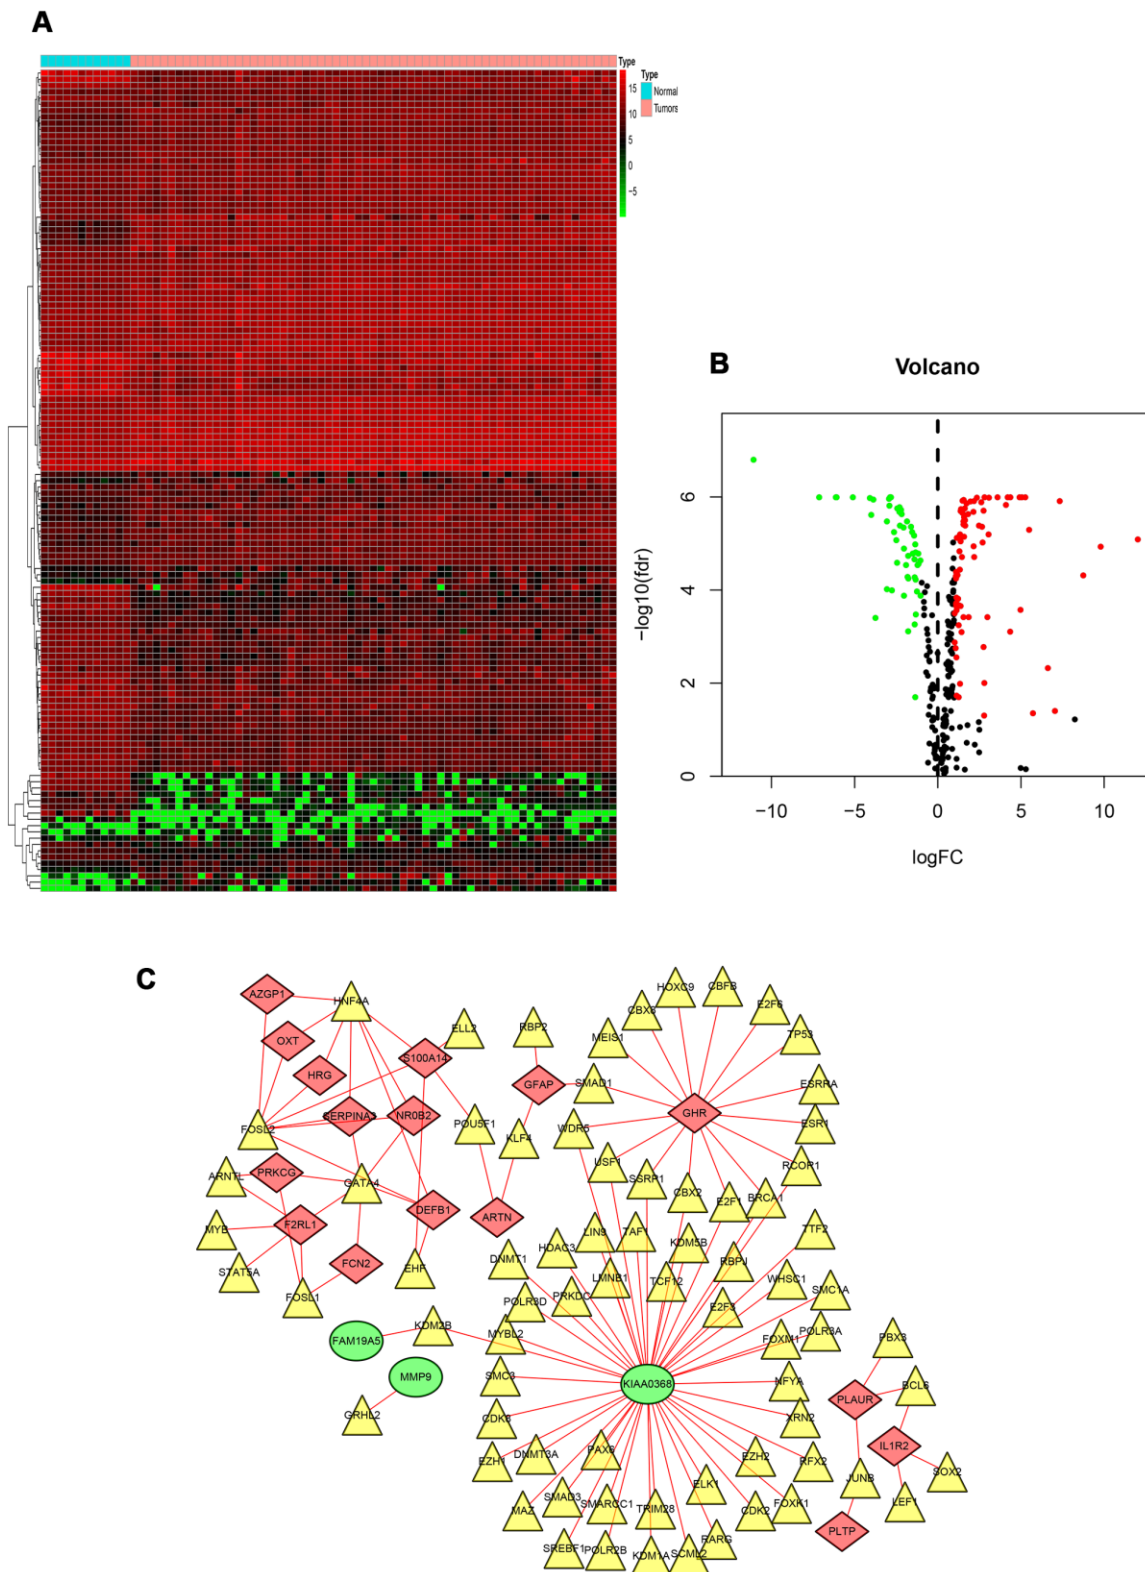 A
Type
Type
Normal
Tumors
15
10
5
0
−5
B
Volcano
−log10(fdr)
6
4
2
0
−10
−5
0
5
10
logFC
C
AZGP1
HNF4A
OXT
HRG
S100A14
ELL2
RBP2
SERPINA3
NR0B2
GFAP
FOSL2
POU5F1
KLF4
ARNTL
PRKCG
GATA4
DEFB1
ARTN
MYB
F2RL1
STAT5A
FCN2
EHF
FOSL1
FAM19A5
KDM2B
MMP9
GRHL2
HOXC9
CBFB
CBX8
E2F6
MEIS1
TP53
SMAD1
ESRRA
GHR
WDR5
ESR1
USF1
SSRP1
CBX2
E2F1
BRCA1
RCOP1
LIN9
TAF1
KDM5B
TTF2
DNMT1
HDAC3
LMNB1
TCF12
RBPJ
WHSC1
SMC1A
POLR3D
PRKDC
E2F3
MYBL2
FOXM1
POLR3A
SMC3
KIAA0368
NFYA
CDK8
XRN2
EZH1
DNMT3A
PAX6
EZH2
RFX2
MAZ
SMAD3
SMARCC1
TRIM28
ELK1
CDK2
FOXK1
SREBF1
POLR2B
KDM1A
SCML2
RARG
PBX3
PLAUR
BCL6
IL1R2
JUNB
SOX2
LEF1
PLTP